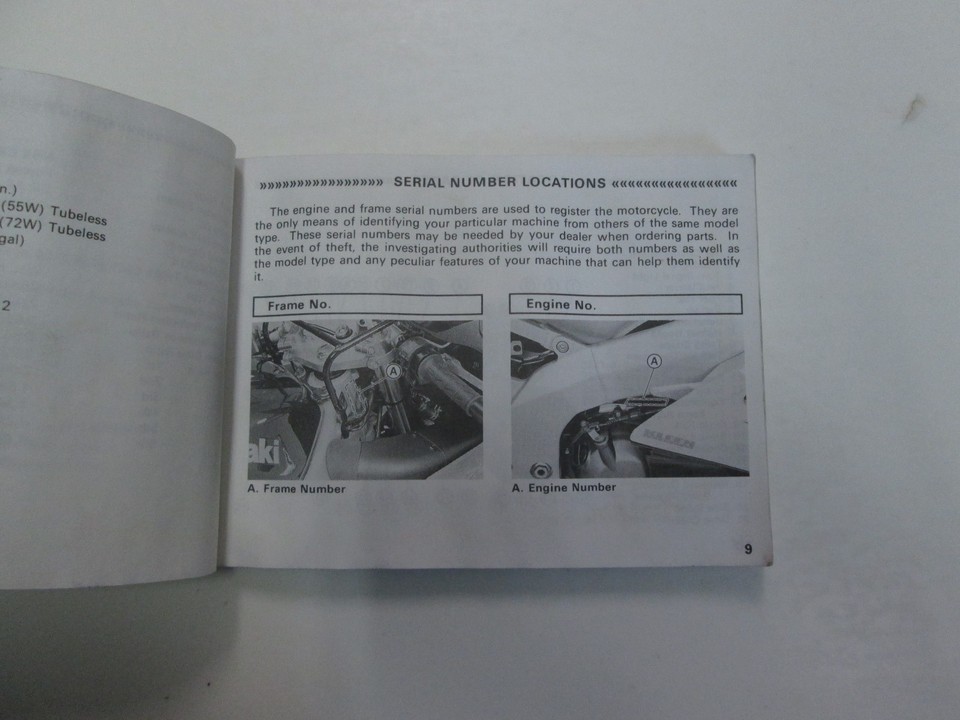 n.)
(55W) Tubeless
(72W) Tubeless
gal)
2
»»»»»»»»»»»»»»»» SERIAL NUMBER LOCATIONS ««««««««««««««««
The engine and frame serial numbers are used to register the motorcycle. They are
the only means of identifying your particular machine from others of the same model
type. These serial numbers may be needed by your dealer when ordering parts. In
the event of theft, the investigating authorities will require both numbers as well as
the model type and any peculiar features of your machine that can help them identify
it.
Frame No.
Engine No.
A
aki
A
A. Frame Number
A. Engine Number
9